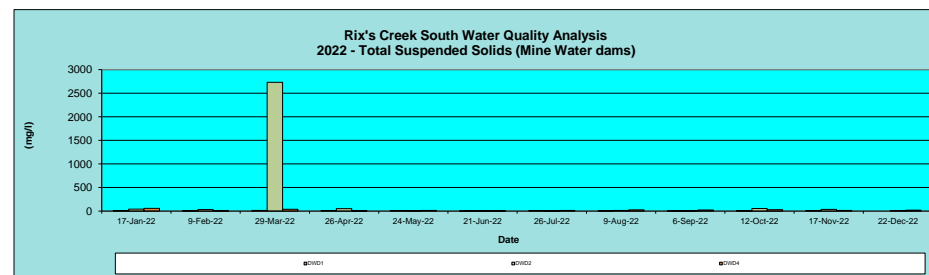 Rix's Creek South Water Quality Analysis
2022 - Total Suspended Solids (Mine Water dams)
3000
2500
2000
1500
1000
500
0
(mg/l)
17-Jan-22 9-Feb-22 29-Mar-22 26-Apr-22 24-May-22 21-Jun-22 26-Jul-22 9-Aug-22 6-Sep-22 12-Oct-22 17-Nov-22 22-Dec-22
Date
DWD1 DWD2 DWD4